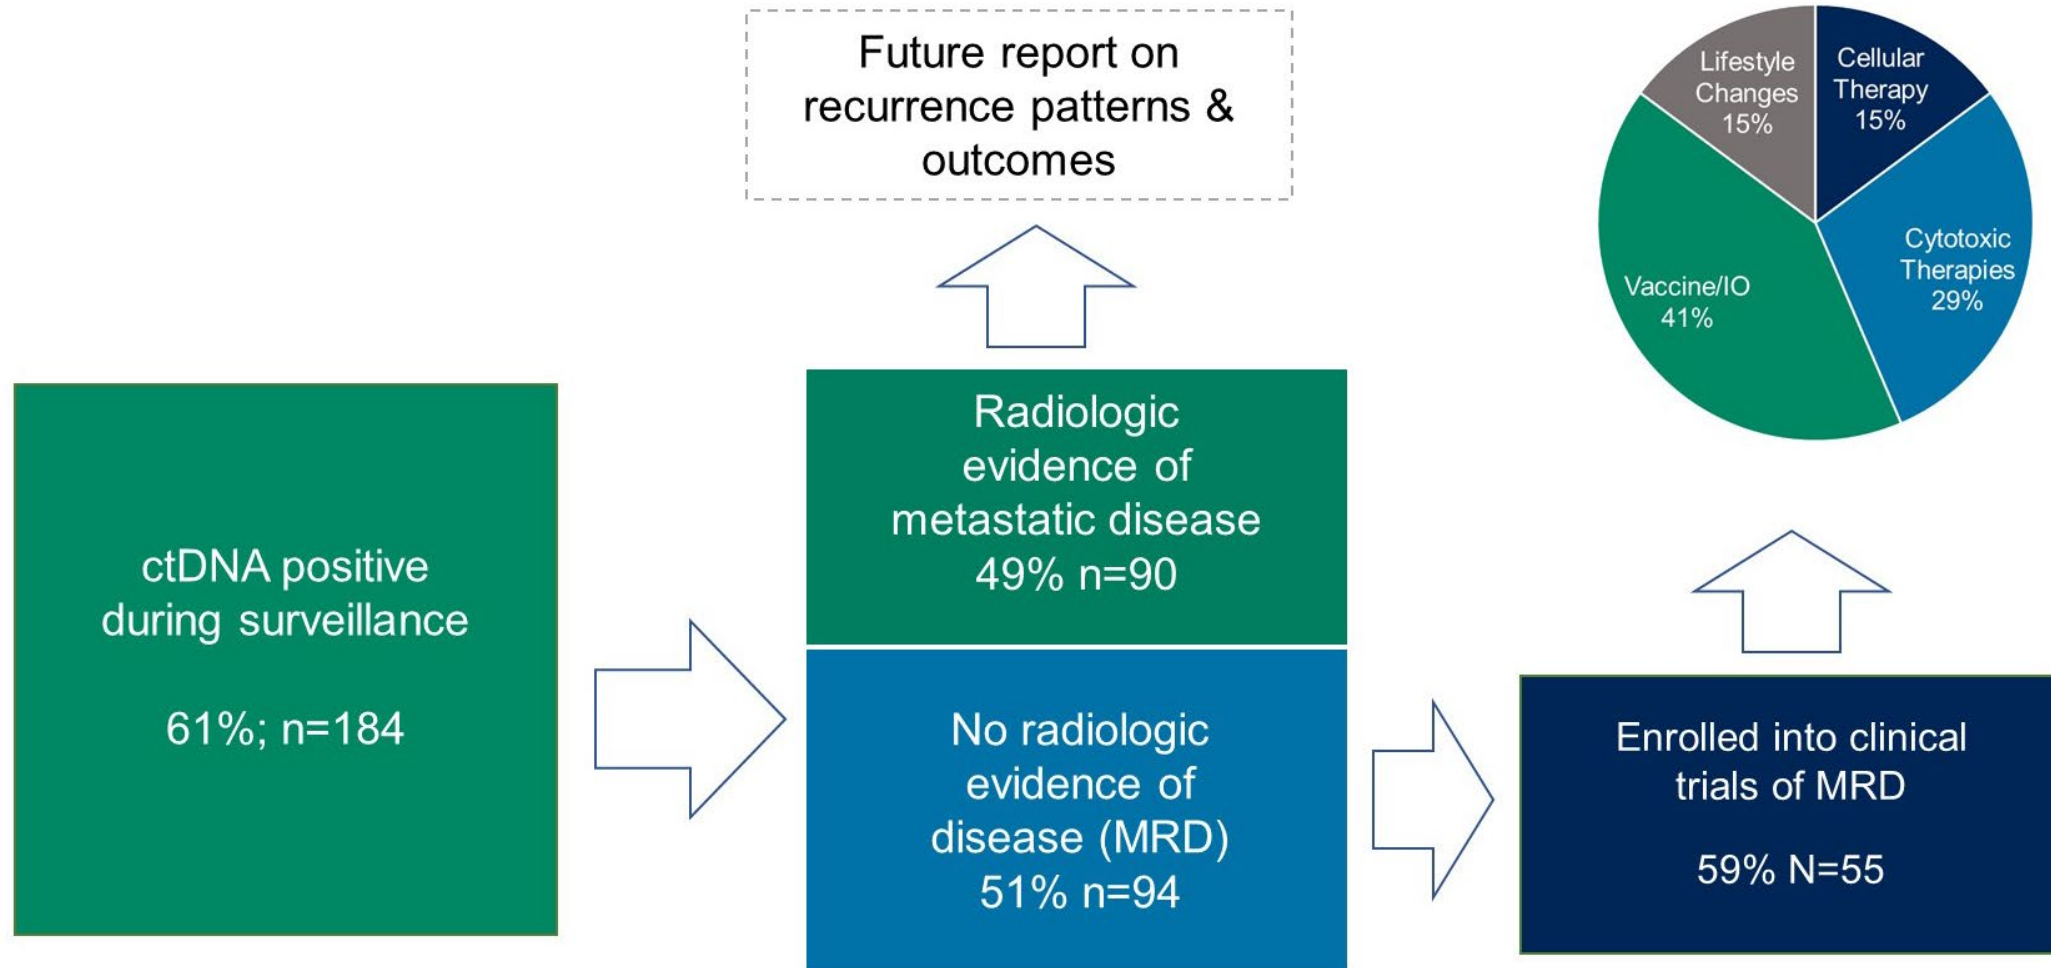 Future report on
recurrence patterns &
outcomes
Lifestyle
Changes
15%
Cellular
Therapy
15%
Cytotoxic
Therapies
29%
Vaccine/IO
41%
ctDNA positive
during surveillance
61%; n=184
Radiologic
evidence of
metastatic disease
49% n=90
No radiologic
evidence of
disease (MRD)
51% n=94
Enrolled into clinical
trials of MRD
59% N=55